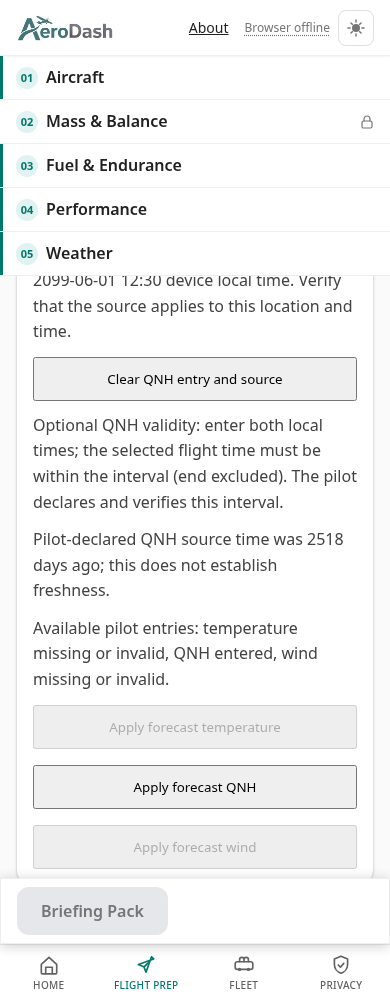 AeroDash
About
Browser offline
01 Aircraft
02 Mass & Balance
03 Fuel & Endurance
04 Performance
05 Weather
2099-06-01 12:30 device local time. Verify
that the source applies to this location and
time.
Clear QNH entry and source
Optional QNH validity: enter both local
times; the selected flight time must be
within the interval (end excluded). The pilot
declares and verifies this interval.
Pilot-declared QNH source time was 2518
days ago; this does not establish
freshness.
Available pilot entries: temperature
missing or invalid, QNH entered, wind
missing or invalid.
Apply forecast temperature
Apply forecast QNH
Apply forecast wind
Briefing Pack
HOME
FLIGHT PREP
FLEET
PRIVACY